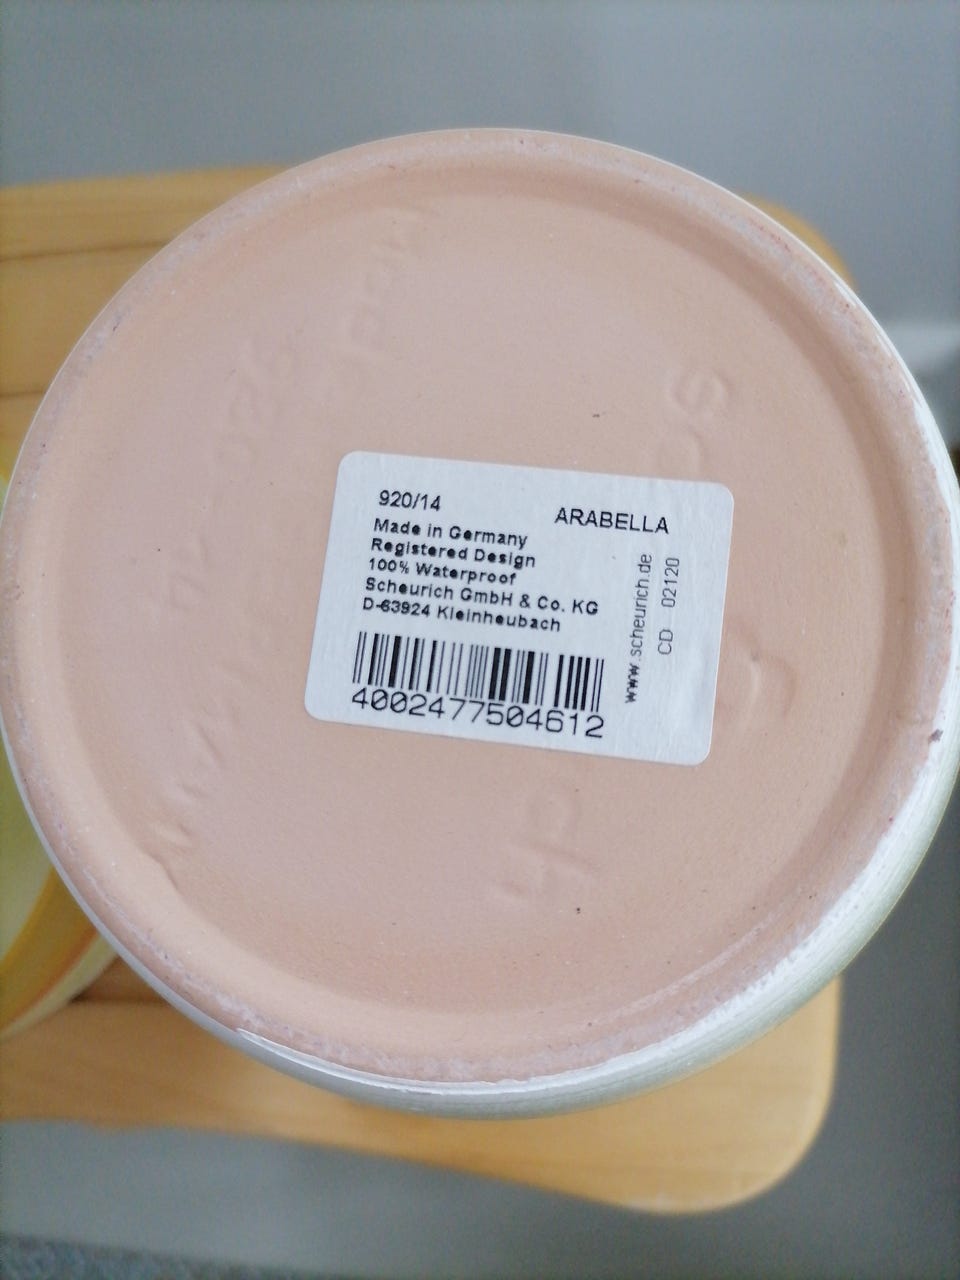 920/14
ARABELLA
Made in Germany
Registered Design
100% Waterproof
Scheurich GmbH & Co. KG
D-63924 Kleinheubach
4002477504612
www.scheurich.de
CD 02120